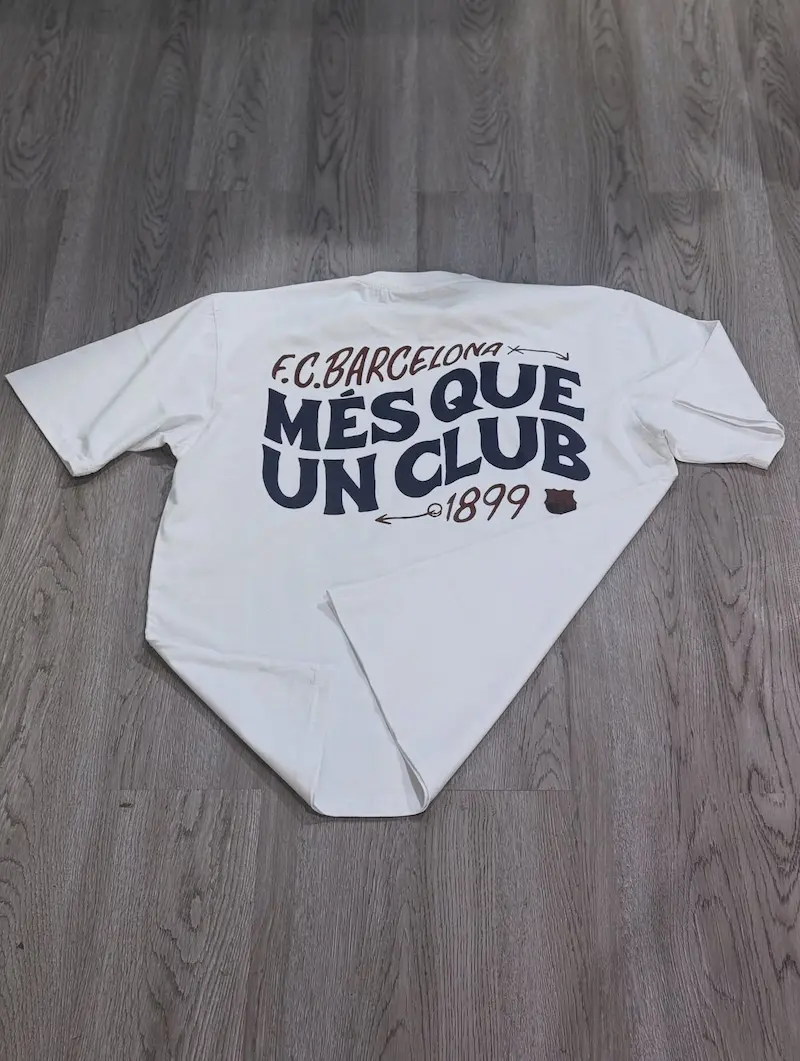 F.C.BARCELONA
MÉS QUE
UN CLUB
1899